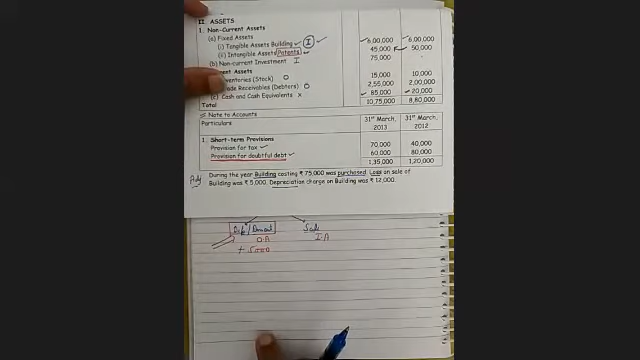 II. ASSETS
1. Non-Current Assets
(a) Fixed Assets
(i) Tangible Assets Building I 6,00,000 6,00,000
(ii) Intangible Assets Patents 45,000 50,000
(b) Non-current Investment I 75,000
Assets
(Stock) O 15,000 10,000
Receivables (Debtors) O 2,55,000 2,00,000
(c) Cash and Cash Equivalents x 85,000 20,000
Total 10,75,000 8,80,000
Note to Accounts
Particulars 31st March, 2013 31st March, 2012
1. Short-term Provisions
Provision for tax 70,000 40,000
Provision for doubtful debt 60,000 80,000
1,35,000 1,20,000
Adj During the year Building costing ₹ 75,000 was purchased. Loss on sale of
Building was ₹ 5,000. Depreciation charge on Building was ₹ 12,000.
Sale
O.A I.A
+ 5000